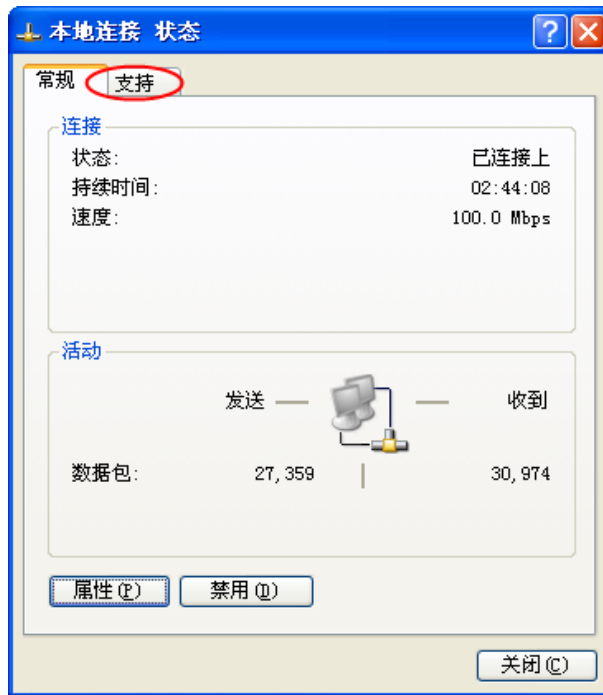 本地连接 状态
常规 支持
连接
状态: 已连接上
持续时间: 02:44:08
速度: 100.0 Mbps
活动
发送 — — 收到
数据包: 27,359 | 30,974
属性(P) 禁用(D)
关闭(C)